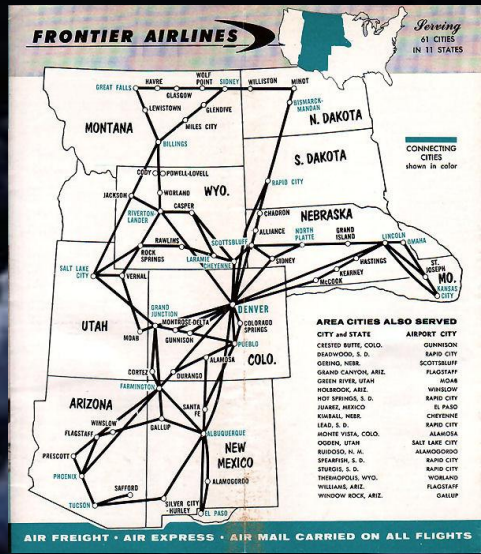 FRONTIER AIRLINES
Serving
61 CITIES
IN 11 STATES
GREAT FALLS
HAVRE
GLASGOW
WOLF
POINT
SIDNEY
WILLISTON
MINOT
LEWISTOWN
GLENDIVE
MILES CITY
BISMARCK-
MANDAN
N. DAKOTA
MONTANA
BILLINGS
S. DAKOTA
CONNECTING
CITIES
shown in color
CODY
POWELL-LOVELL
WYO.
RAPID CITY
JACKSON
WORLAND
RIVERTON
LANDER
CASPER
CHADRON
NEBRASKA
ALLIANCE
NORTH
PLATTE
GRAND
ISLAND
LINCOLN
OMAHA
SCOTTSBLUFF
RAWLINS
ROCK
SPRINGS
LARAMIE
CHEYENNE
SIDNEY
HASTINGS
KEARNEY
McCOOK
ST.
JOSEPH
MO.
KANSAS
CITY
SALT LAKE
CITY
VERNAL
DENVER
GRAND
JUNCTION
MONTROSE-DELTA
COLORADO
SPRINGS
UTAH
MOAB
GUNNISON
PUEBLO
ALAMOSA
COLO.
CORTEZ
DURANGO
FARMINGTON
ARIZONA
SANTA
FE
WINSLOW
FLAGSTAFF
GALLUP
ALBUQUERQUE
PRESCOTT
NEW
MEXICO
PHOENIX
SAFFORD
ALAMOGORDO
TUCSON
SILVER CITY
-HURLEY
EL PASO
AREA CITIES ALSO SERVED
CITY and STATE AIRPORT CITY
CRESTED BUTTE, COLO. GUNNISON
DEADWOOD, S. D. RAPID CITY
GERING, NEBR. SCOTTSBLUFF
GRAND CANYON, ARIZ. FLAGSTAFF
GREEN RIVER, UTAH MOAB
HOLBROOK, ARIZ. WINSLOW
HOT SPRINGS, S. D. RAPID CITY
JUAREZ, MEXICO EL PASO
KIMBALL, NEBR. CHEYENNE
LEAD, S. D. RAPID CITY
MONTE VISTA, COLO. ALAMOSA
OGDEN, UTAH SALT LAKE CITY
RUIDOSO, N. M. ALAMOGORDO
SPEARFISH, S. M. RAPID CITY
STURGIS, S. D. RAPID CITY
THERMOPOLIS, WYO. WORLAND
WILLIAMS, ARIZ. FLAGSTAFF
WINDOW ROCK, ARIZ. GALLUP
AIR FREIGHT • AIR EXPRESS • AIR MAIL CARRIED ON ALL FLIGHTS